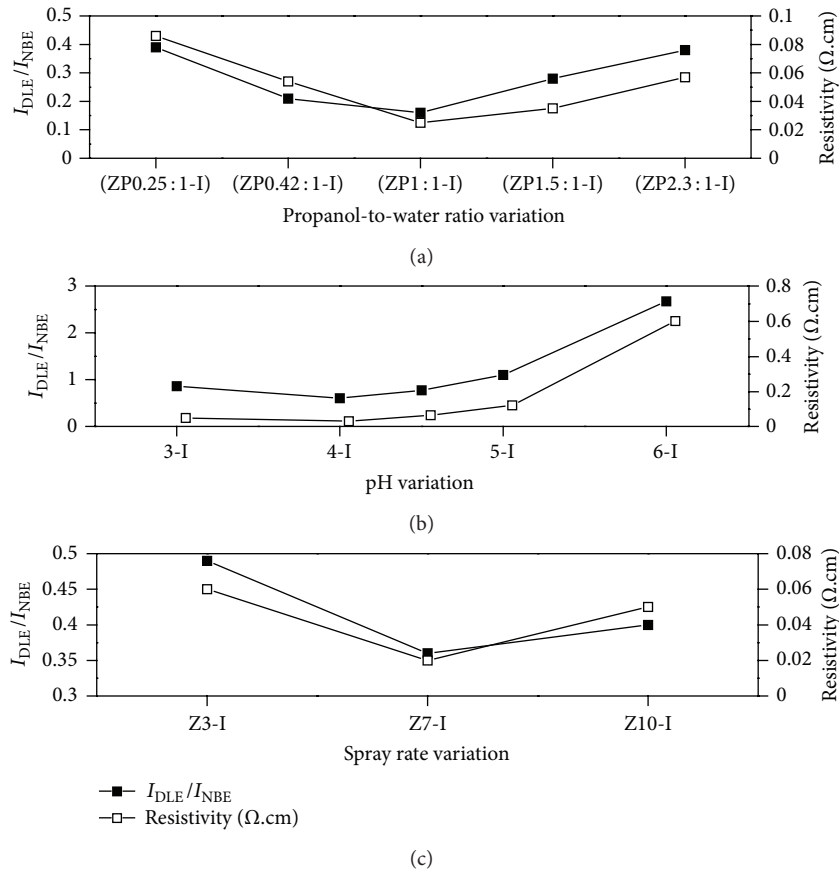 0.5
0.4
0.3
0.2
0.1
0
I_DLE/I_NBE
0.1
0.08
0.06
0.04
0.02
0
Resistivity (Ω.cm)
(ZP0.25 : 1-I) (ZP0.42 : 1-I) (ZP1 : 1-I) (ZP1.5 : 1-I) (ZP2.3 : 1-I)
Propanol-to-water ratio variation
(a)
3
2
1
0
I_DLE/I_NBE
0.8
0.6
0.4
0.2
0
Resistivity (Ω.cm)
3-I 4-I 5-I 6-I
pH variation
(b)
0.5
0.45
0.4
0.35
0.3
I_DLE/I_NBE
0.08
0.06
0.04
0.02
0
Resistivity (Ω.cm)
Z3-I Z7-I Z10-I
Spray rate variation
I_DLE/I_NBE
Resistivity (Ω.cm)
(c)